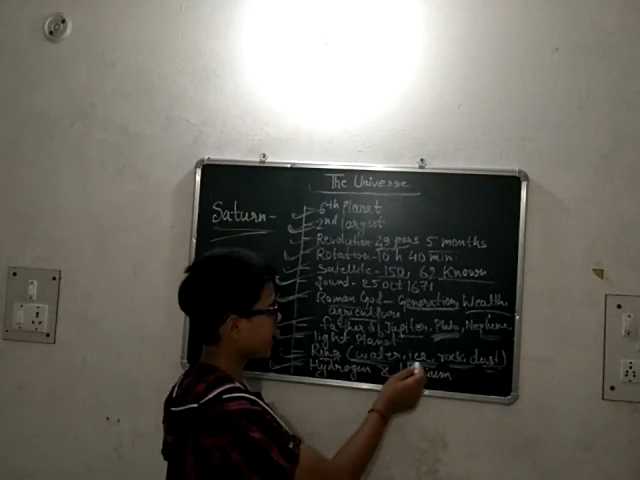 The Universe
Saturn-
6th Planet
2nd largest
Revolution-29 years 5 months
Rotation-10 h 40 min
Satellite-150, 62 Known
found-25 Oct 1671
Roman God-Generation, Wealth,
agriculture
Father of Jupiter, Pluto, Nephene,
light Planet
Ring (water, Ice, rock, dust)
Hydrogen &